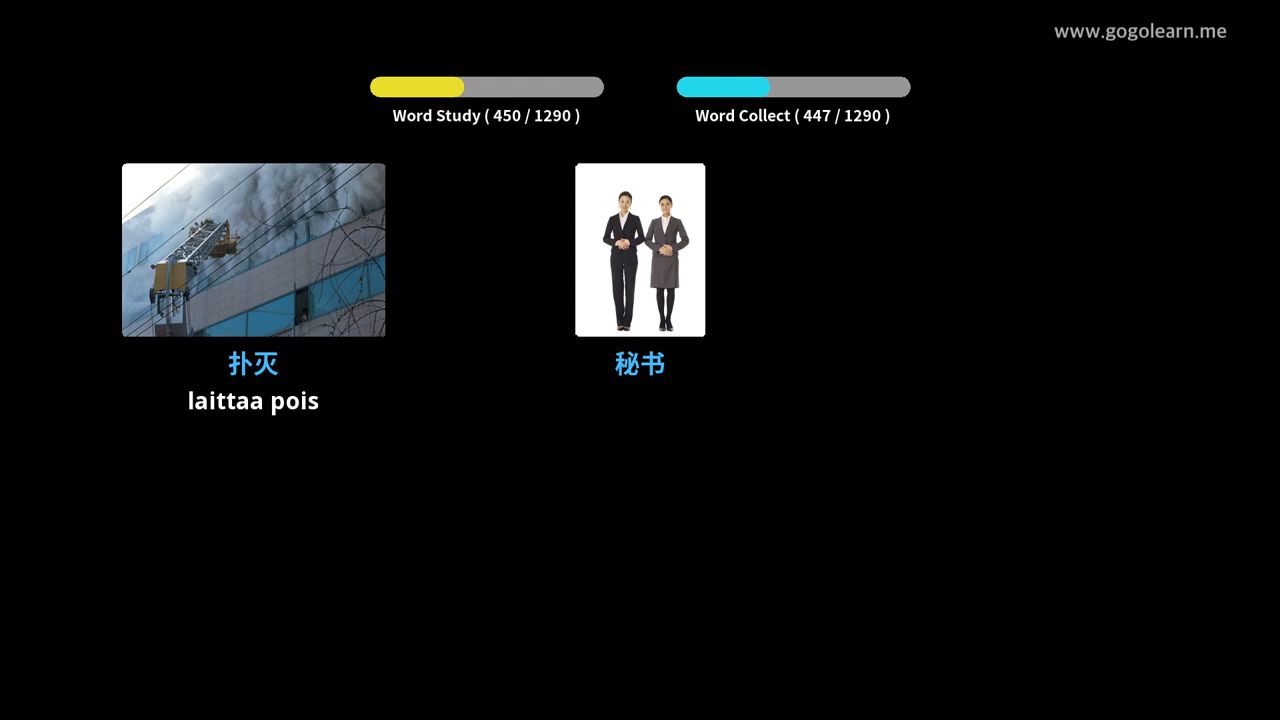 www.gogolearn.me
Word Study ( 450 / 1290 )
Word Collect ( 447 / 1290 )
扑灭
秘书
laittaa pois